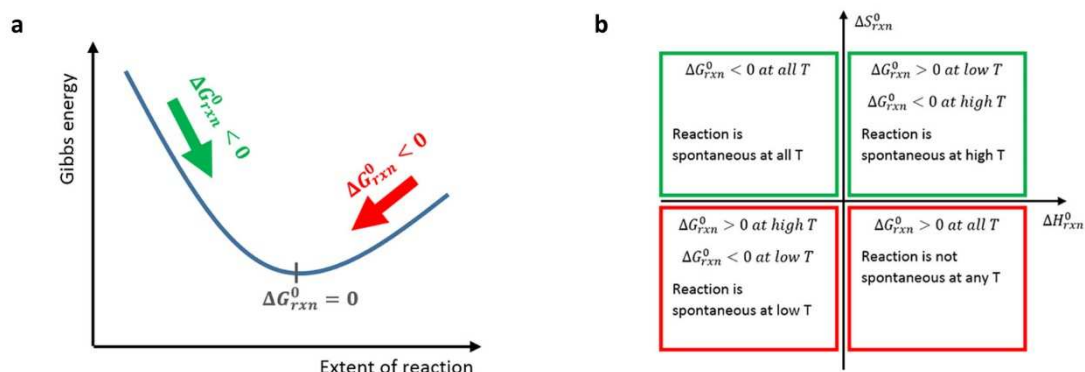 a
Gibbs energy
ΔG⁰rxn < 0
ΔG⁰rxn < 0
ΔG⁰rxn = 0
Extent of reaction
b
ΔS⁰rxn
ΔG⁰rxn < 0 at all T
Reaction is
spontaneous at all T
ΔG⁰rxn > 0 at low T
ΔG⁰rxn < 0 at high T
Reaction is
spontaneous at high T
ΔH⁰rxn
ΔG⁰rxn > 0 at high T
ΔG⁰rxn < 0 at low T
Reaction is
spontaneous at low T
ΔG⁰rxn > 0 at all T
Reaction is not
spontaneous at any T